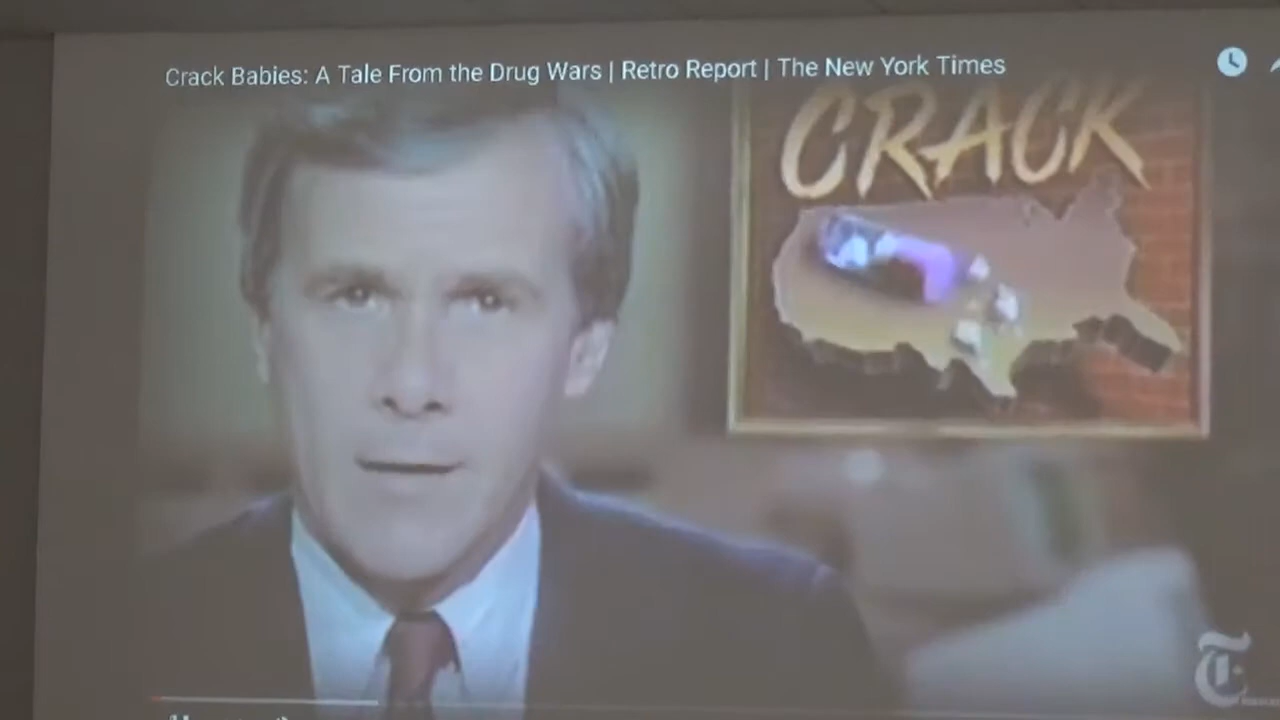 Crack Babies: A Tale From the Drug Wars | Retro Report | The New York Times
CRACK
T